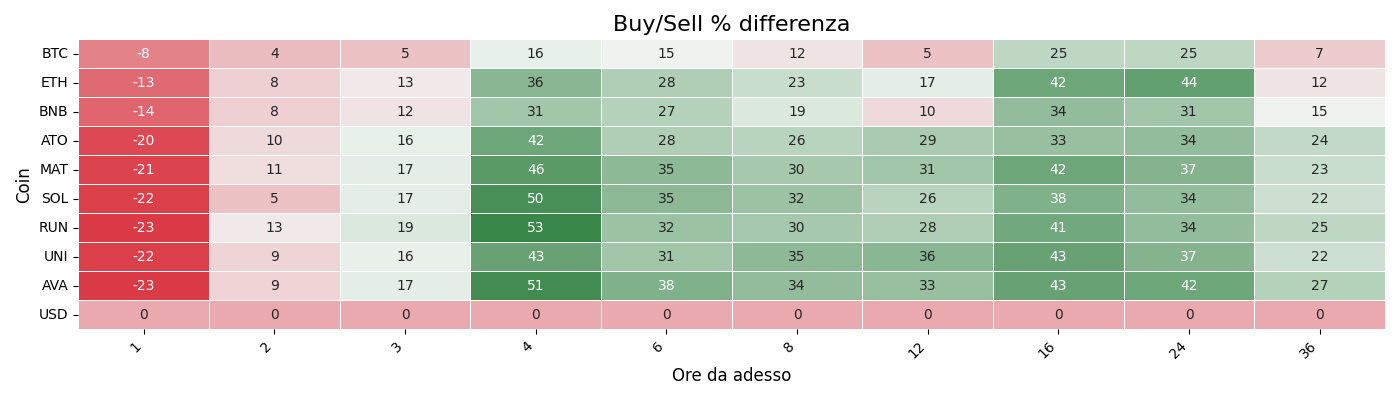 Buy/Sell % differenza
Coin
BTC -8 4 5 16 15 12 5 25 25 7
ETH -13 8 13 36 28 23 17 42 44 12
BNB -14 8 12 31 27 19 10 34 31 15
ATO -20 10 16 42 28 26 29 33 34 24
MAT -21 11 17 46 35 30 31 42 37 23
SOL -22 5 17 50 35 32 26 38 34 22
RUN -23 13 19 53 32 30 28 41 34 25
UNI -22 9 16 43 31 35 36 43 37 22
AVA -23 9 17 51 38 34 33 43 42 27
USD 0 0 0 0 0 0 0 0 0 0
1 2 3 4 6 8 12 16 24 36
Ore da adesso